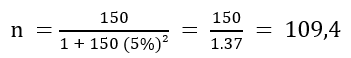 n = 150 / 1 + 150 (5%)² = 150 / 1.37 = 109,4